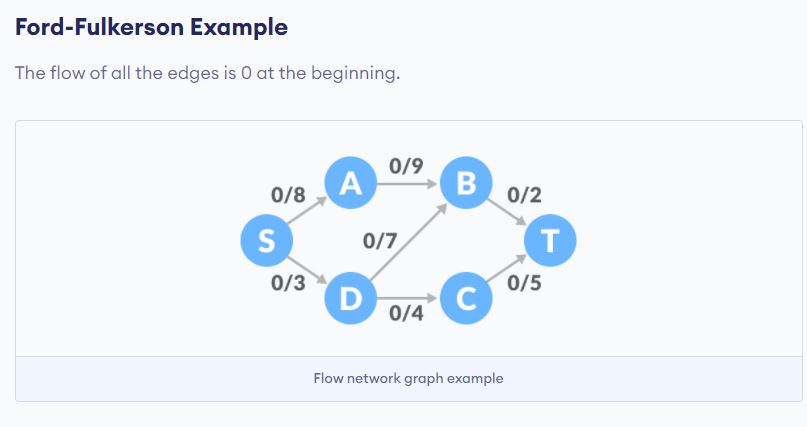 Ford-Fulkerson Example
The flow of all the edges is 0 at the beginning.
0/9
A
B
0/8
0/2
S
0/7
T
0/3
0/5
D
C
0/4
Flow network graph example